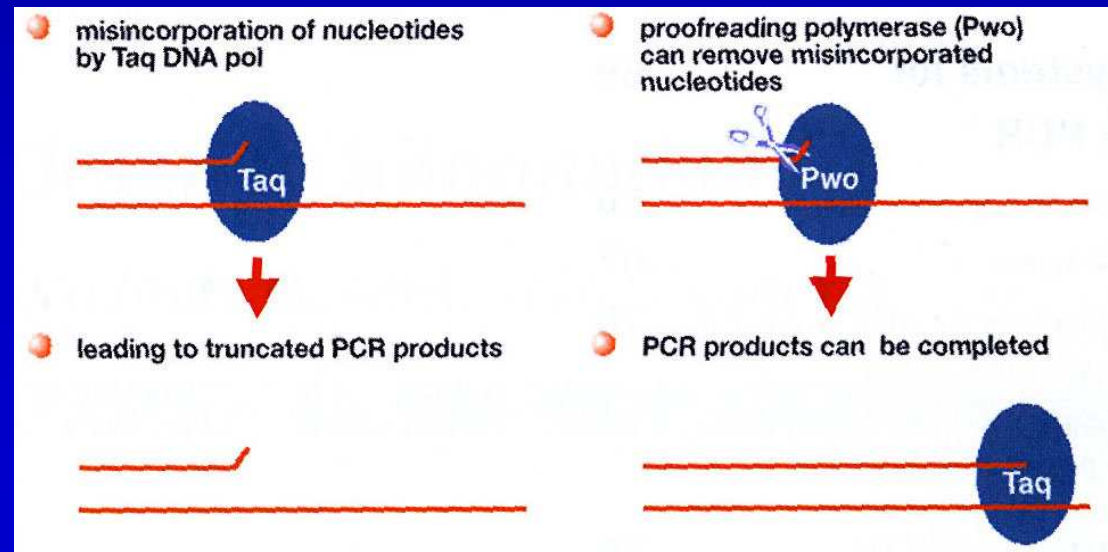 misincorporation of nucleotides
by Taq DNA pol
Taq
leading to truncated PCR products
proofreading polymerase (Pwo)
can remove misincorporated
nucleotides
Pwo
PCR products can be completed
Taq